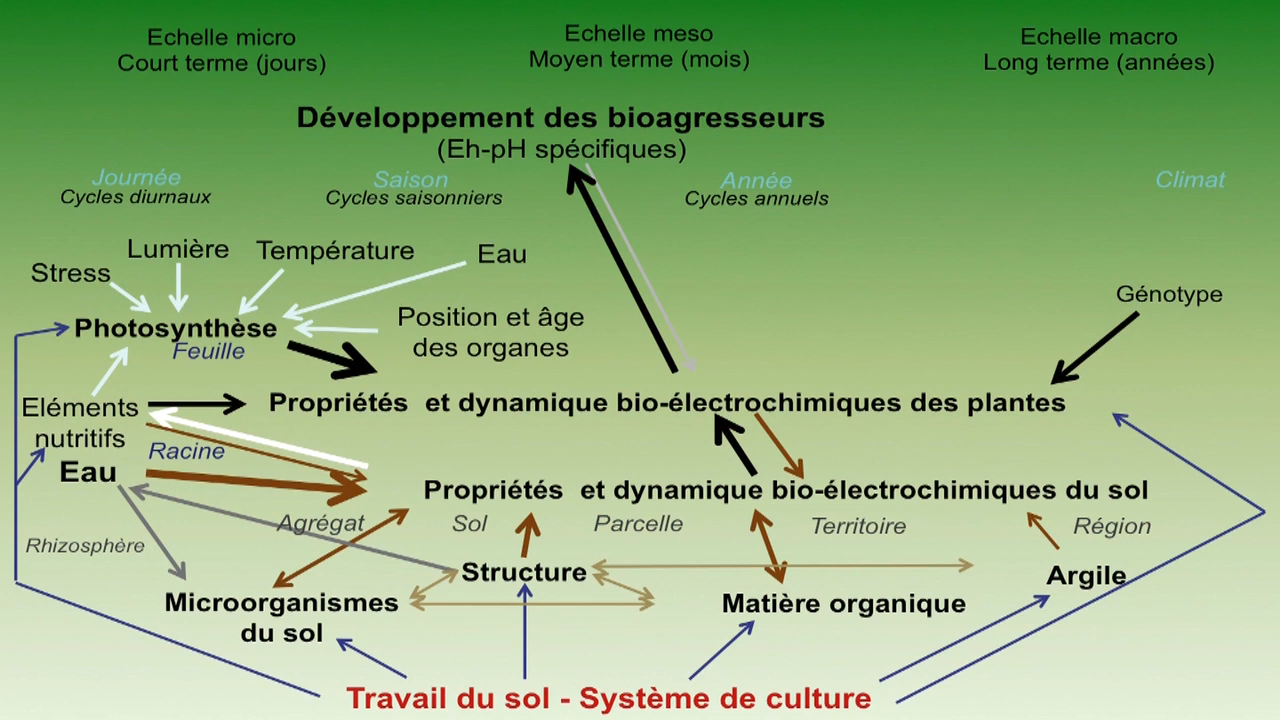 Echelle micro
Court terme (jours)
Echelle meso
Moyen terme (mois)
Echelle macro
Long terme (années)
Développement des bioagresseurs
(Eh-pH spécifiques)
Journée
Cycles diurnaux
Saison
Cycles saisonniers
Année
Cycles annuels
Climat
Lumière
Température
Eau
Stress
Génotype
Position et âge
des organes
Photosynthèse
Feuille
Eléments
nutritifs
Propriétés et dynamique bio-électrochimiques des plantes
Racine
Eau
Propriétés et dynamique bio-électrochimiques du sol
Agrégat
Sol
Parcelle
Territoire
Région
Rhizosphère
Structure
Argile
Microorganismes
du sol
Matière organique
Travail du sol - Système de culture